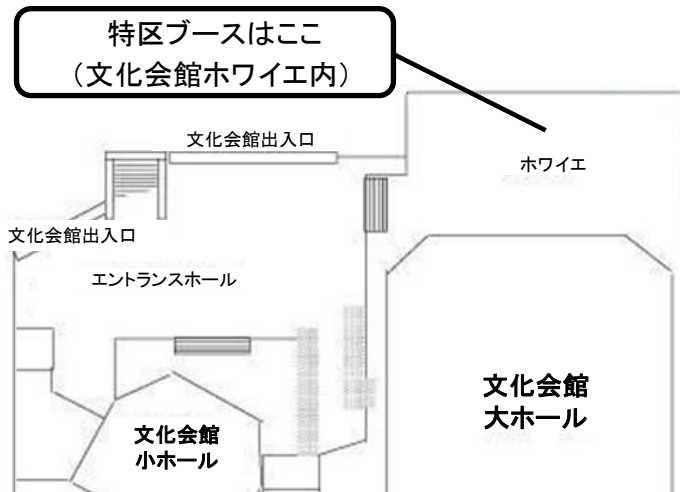 特区ブースはここ
（文化会館ホワイエ内）
文化会館出入口
ホワイエ
文化会館出入口
エントランスホール
文化会館
大ホール
文化会館
小ホール